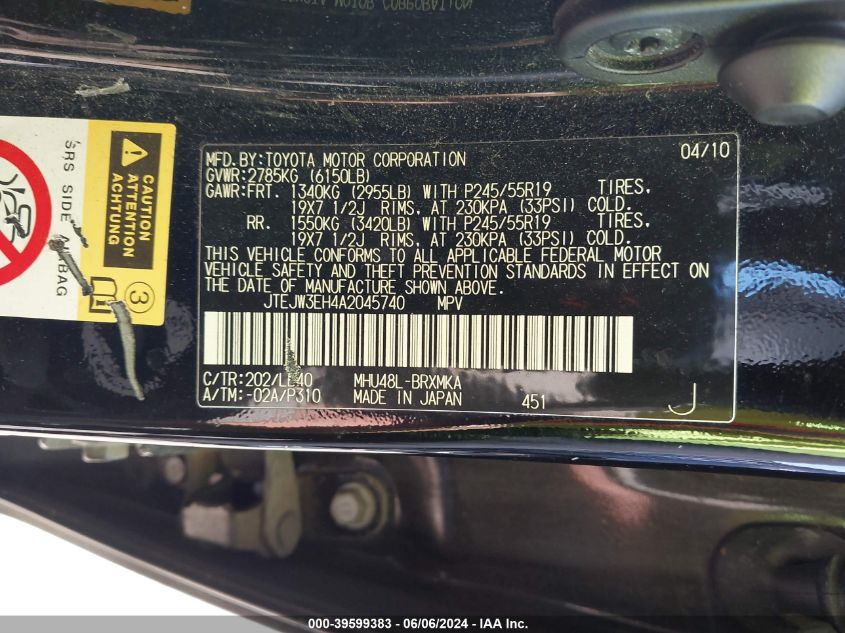 MFD.BY:TOYOTA MOTOR CORPORATION 04/10
GVWR:2785KG (6150LB)
GAWR:FRT. 1340KG (2955LB) WITH P245/55R19 TIRES,
19X7 1/2J RIMS, AT 230KPA (33PSI) COLD.
RR. 1550KG (3420LB) WITH P245/55R19 TIRES,
19X7 1/2J RIMS, AT 230KPA (33PSI) COLD.
THIS VEHICLE CONFORMS TO ALL APPLICABLE FEDERAL MOTOR
VEHICLE SAFETY AND THEFT PREVENTION STANDARDS IN EFFECT ON
THE DATE OF MANUFACTURE SHOWN ABOVE.
JTEJW3EH4A2045740 MPV
C/TR:202/LB40 MHU48L-BRXMKA
A/TM:-02A/P310 MADE IN JAPAN 451 J
SRS SIDE AIRBAG
CAUTION
ATTENTION
ACHTUNG
3
000-39599383 - 06/06/2024 - IAA Inc.